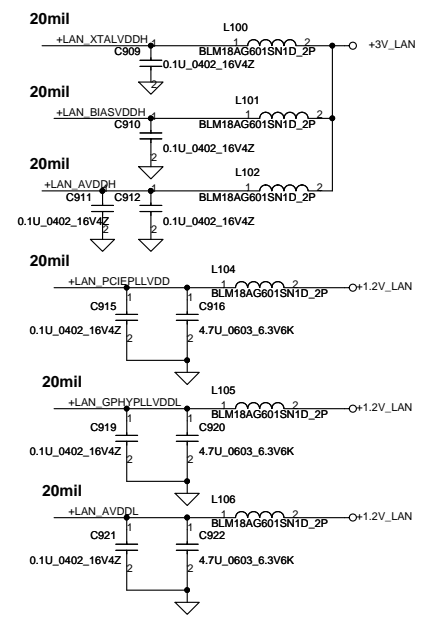 20mil
L100
+LAN_XTALVDDH 1 2 +3V_LAN
C909 1 BLM18AG601SN1D_2P
0.1U_0402_16V4Z
2
20mil
L101
+LAN_BIASVDDH 1 2
C910 1 BLM18AG601SN1D_2P
0.1U_0402_16V4Z
2
20mil
L102
+LAN_AVDDH 1 2
C911 1 C912 1 BLM18AG601SN1D_2P
0.1U_0402_16V4Z 0.1U_0402_16V4Z
2 2
20mil
L104
+LAN_PCIEPLLVDD 1 2 +1.2V_LAN
1 1 BLM18AG601SN1D_2P
C915 C916
0.1U_0402_16V4Z 4.7U_0603_6.3V6K
2 2
20mil
L105
+LAN_GPHYPLLVDDL 1 2 +1.2V_LAN
1 1 BLM18AG601SN1D_2P
C919 C920
0.1U_0402_16V4Z 4.7U_0603_6.3V6K
2 2
20mil
L106
+LAN_AVDDL 1 2 +1.2V_LAN
1 1 BLM18AG601SN1D_2P
C921 C922
0.1U_0402_16V4Z 4.7U_0603_6.3V6K
2 2